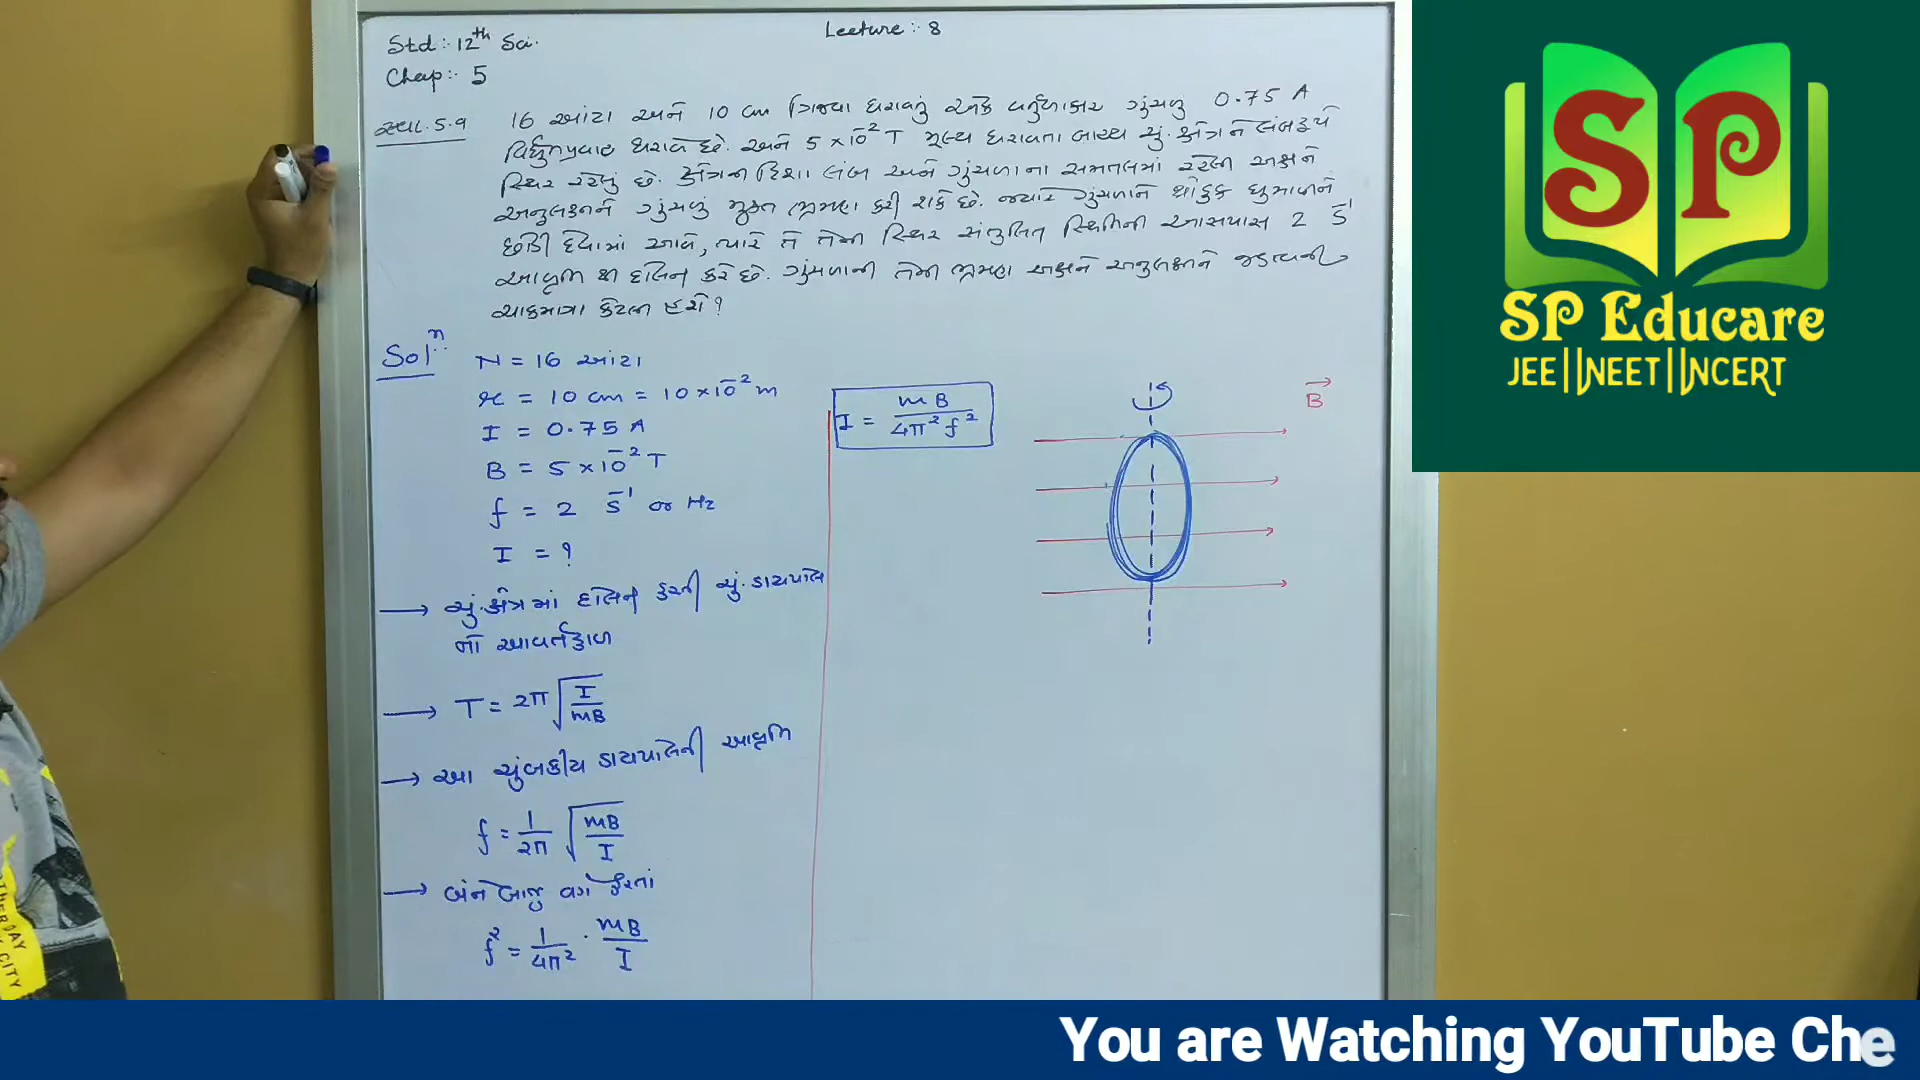 Std :- 12th Sci.
Lecture :- 8
Chap :- 5
સ્વા. 5.9
16 આંટા અને 10 cm ત્રિજ્યા ધરાવતું એક વર્તુળાકાર ગૂંચળું 0.75 A
વિદ્યુતપ્રવાહ ધરાવે છે. અને 5 × 10⁻² T મૂલ્ય ધરાવતા બાહ્ય ચું. ક્ષેત્રને લંબરૂપે
સ્થિર રહેલું છે. ક્ષેત્રની દિશા લંબ અને ગૂંચળાના સમતલમાં રહેલી અક્ષને
અનુલક્ષીને ગૂંચળું મુક્ત ભ્રમણ કરી શકે છે. જ્યારે ગૂંચળાને થોડુંક ઘુમાવીને
છોડી દેવામાં આવે, ત્યારે તે તેની સ્થિર સંતુલિત સ્થિતિની આસપાસ 2 s⁻¹
આવૃત્તિ થી દોલિત કરે છે. ગૂંચળાની તેની ભ્રમણ અક્ષને અનુલક્ષીને જડત્વની
ચાકમાત્રા કેટલી હશે?
Solⁿ :-
N = 16 આંટા
r = 10 cm = 10 × 10⁻² m
I = 0.75 A
B = 5 × 10⁻² T
f = 2 s⁻¹ or Hz
I = ?
→ ચું. ક્ષેત્રમાં દોલિત કરતી ચું. ડાયપોલ
નો આવર્તકાળ
→ T = 2π √(I/mB)
→ આ ચુંબકીય ડાયપોલની આવૃત્તિ
f = 1/2π √(mB/I)
→ બંને બાજુ વર્ગ કરતાં
f² = 1/4π² · mB/I
I = mB/4π² f²
B⃗
SP
SP Educare
JEE||NEET||NCERT
You are Watching YouTube Che